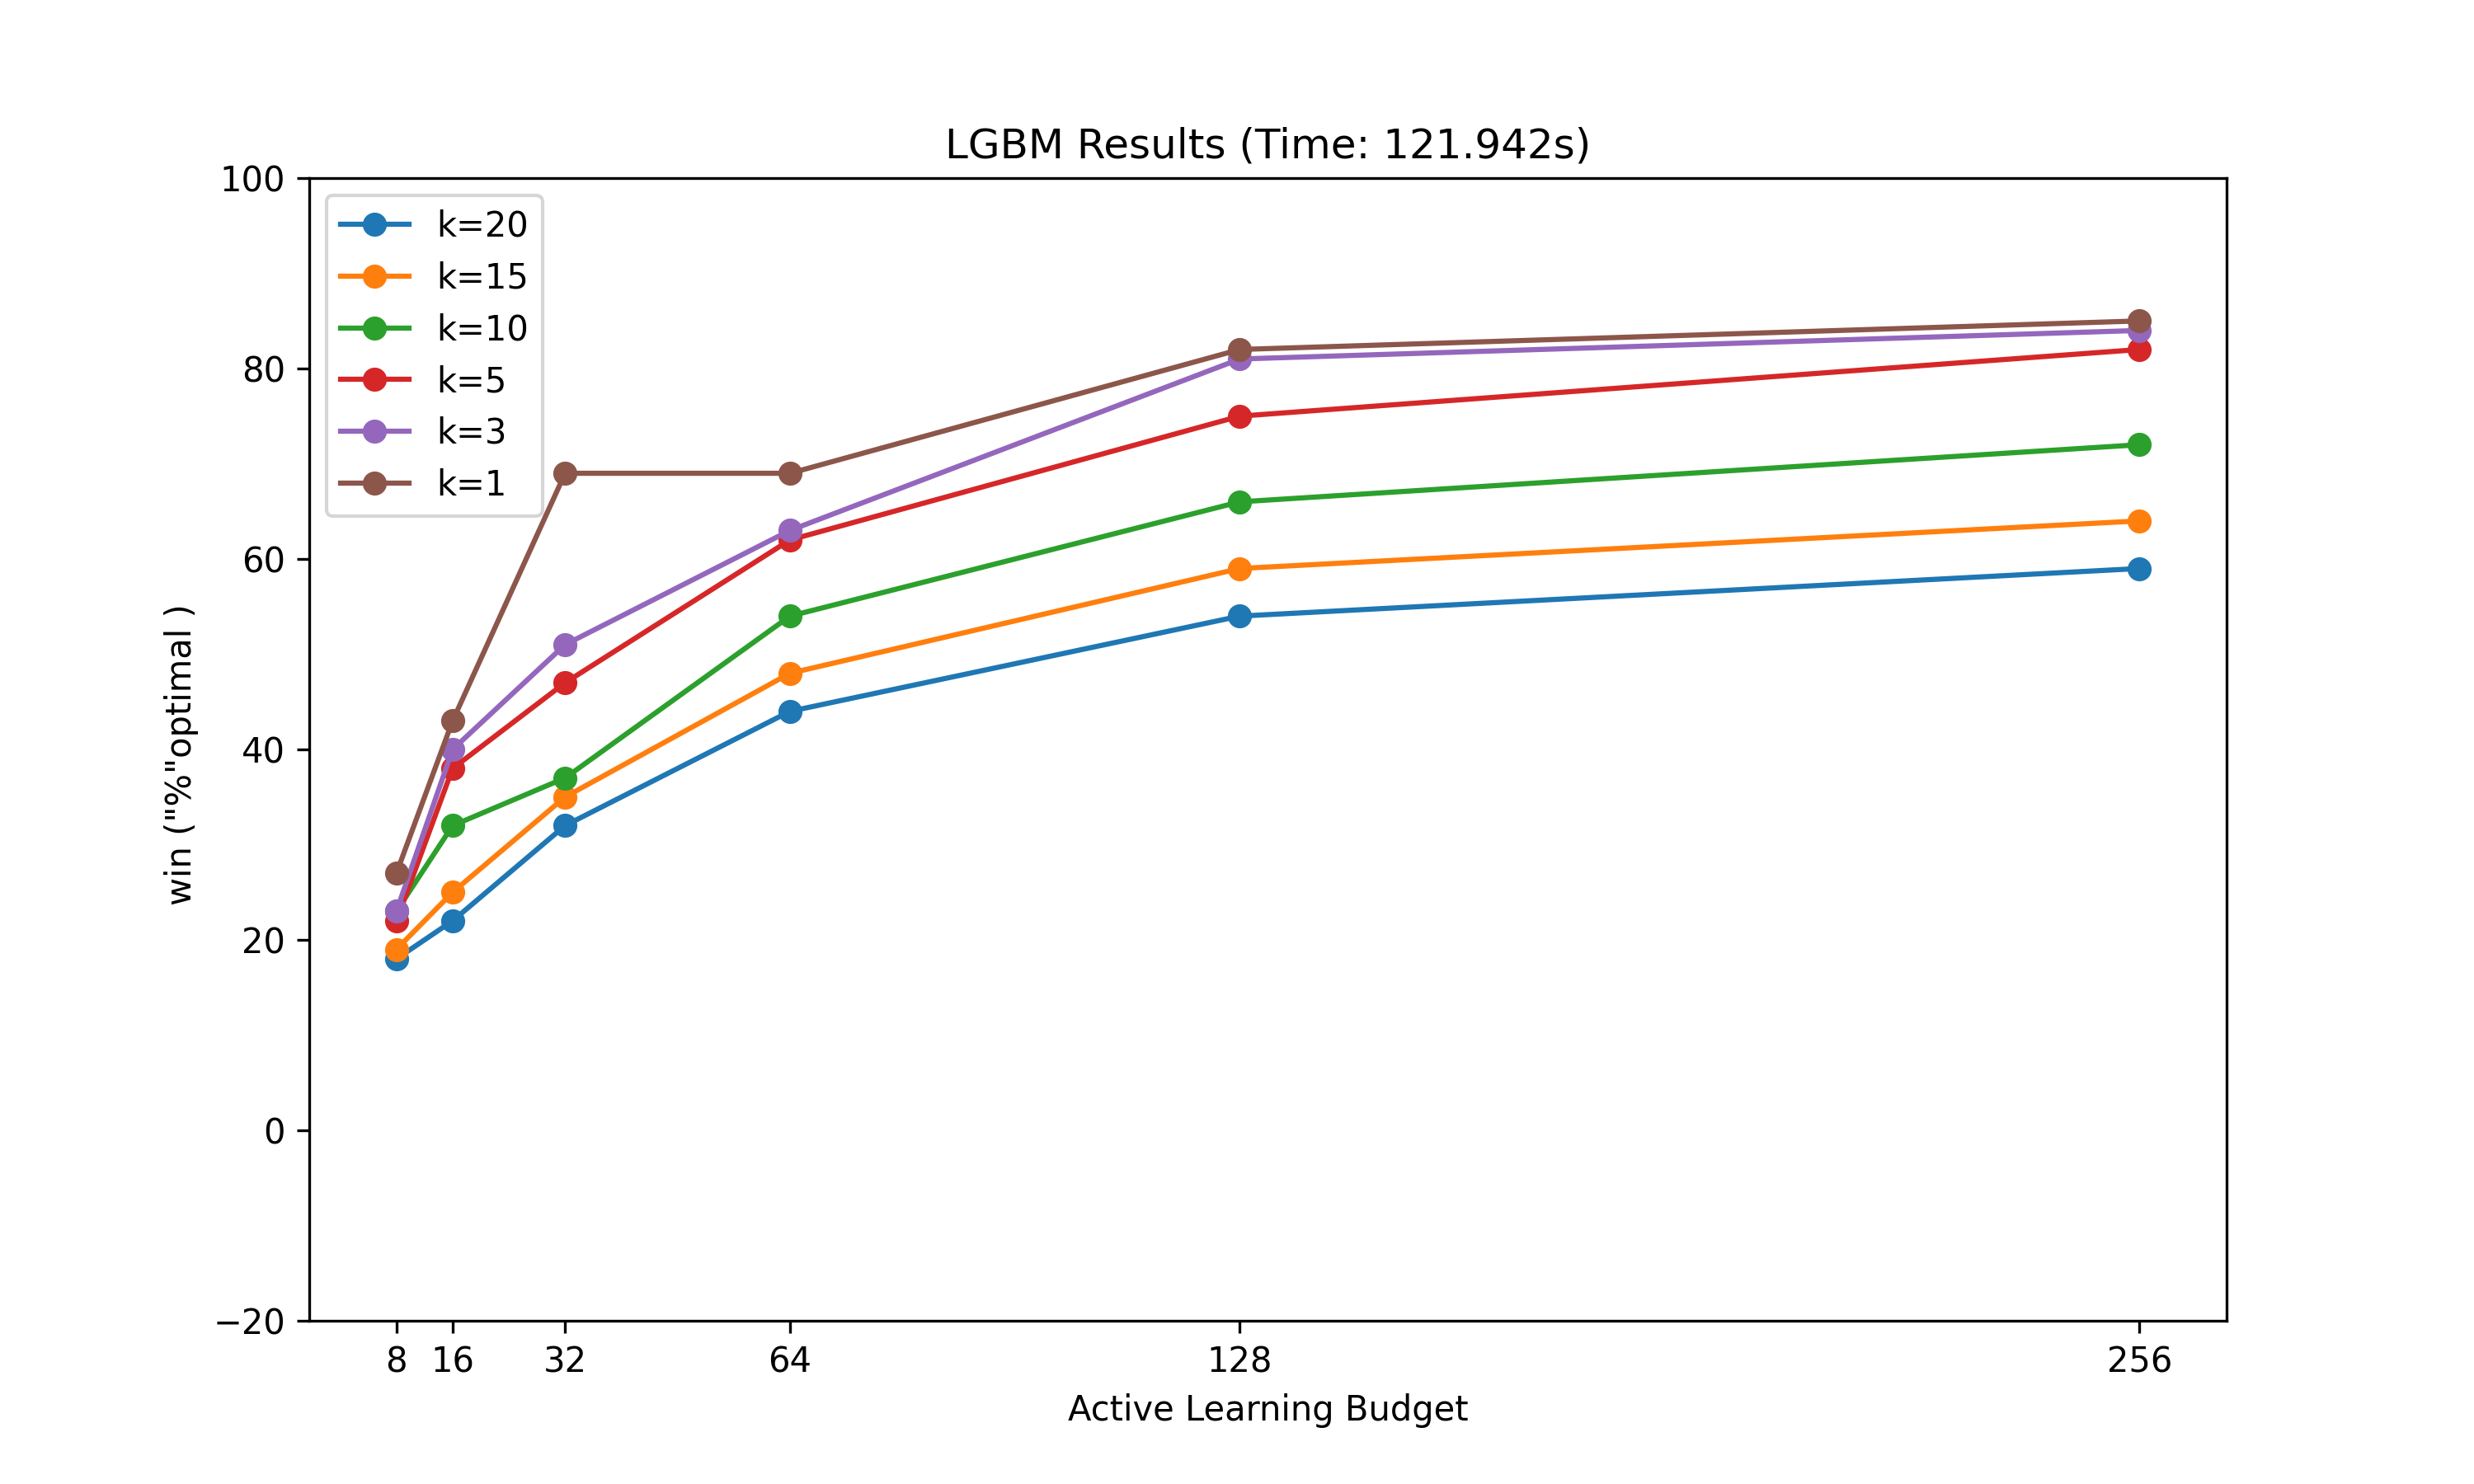 LGBM Results (Time: 121.942s)
100
80
60
40
20
0
−20
win ("%"optimal )
k=20
k=15
k=10
k=5
k=3
k=1
8 16 32 64 128 256
Active Learning Budget